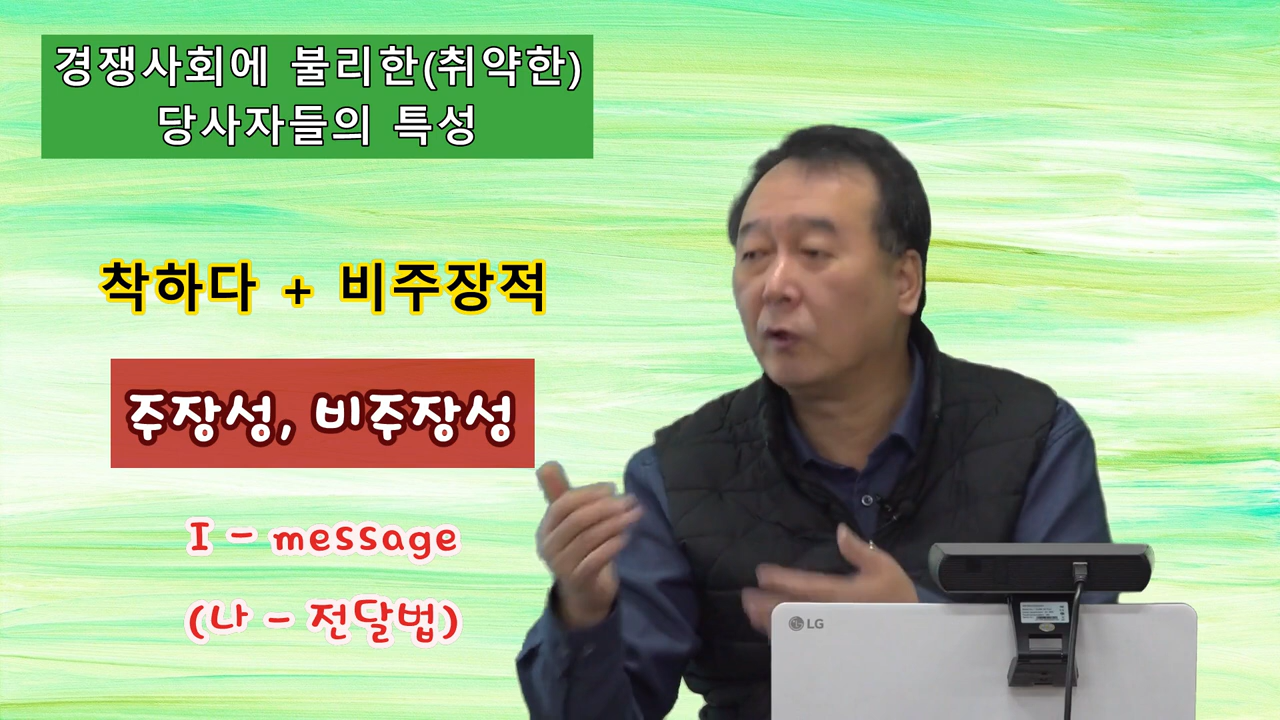 경쟁사회에 불리한(취약한)
당사자들의 특성
착하다 + 비주장적
주장성, 비주장성
I - message
(나 - 전달법)
LG